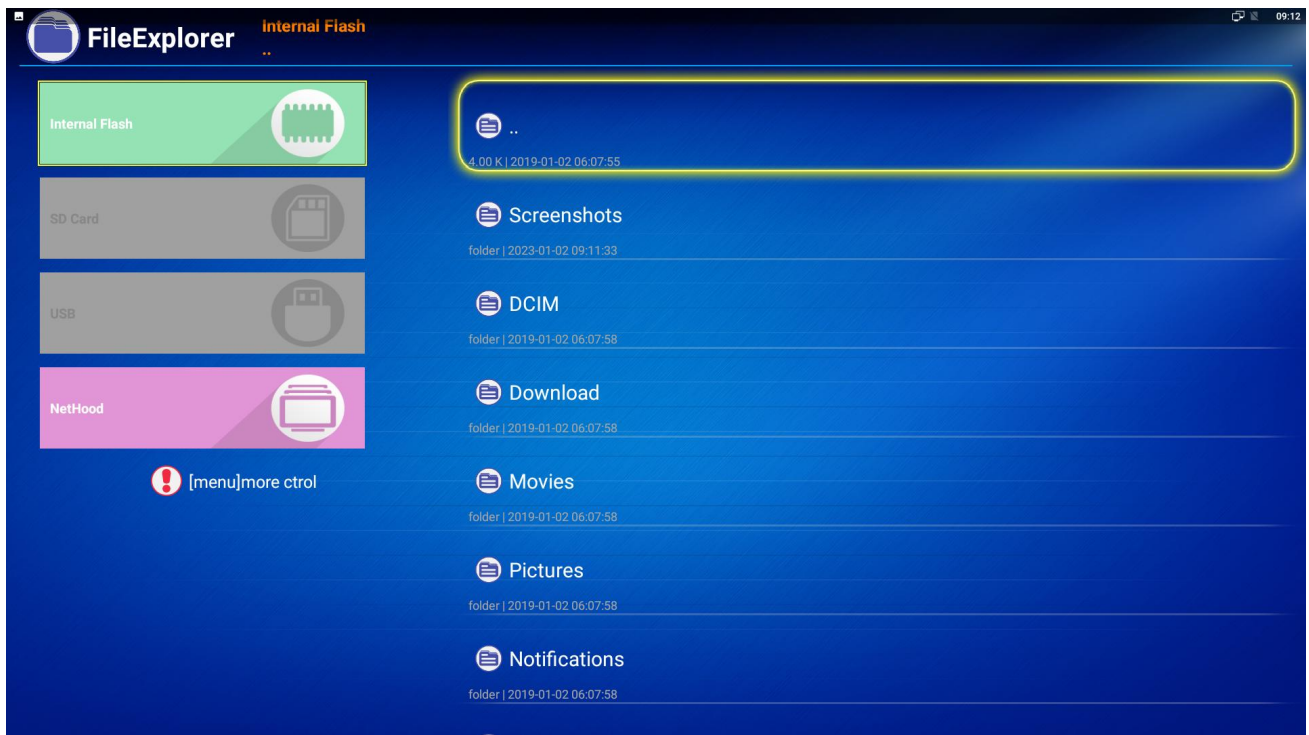 FileExplorer
Internal Flash
..
09:12
Internal Flash
SD Card
USB
NetHood
[menu]more ctrol
..
4.00 K | 2019-01-02 06:07:55
Screenshots
folder | 2023-01-02 09:11:33
DCIM
folder | 2019-01-02 06:07:58
Download
folder | 2019-01-02 06:07:58
Movies
folder | 2019-01-02 06:07:58
Pictures
folder | 2019-01-02 06:07:58
Notifications
folder | 2019-01-02 06:07:58